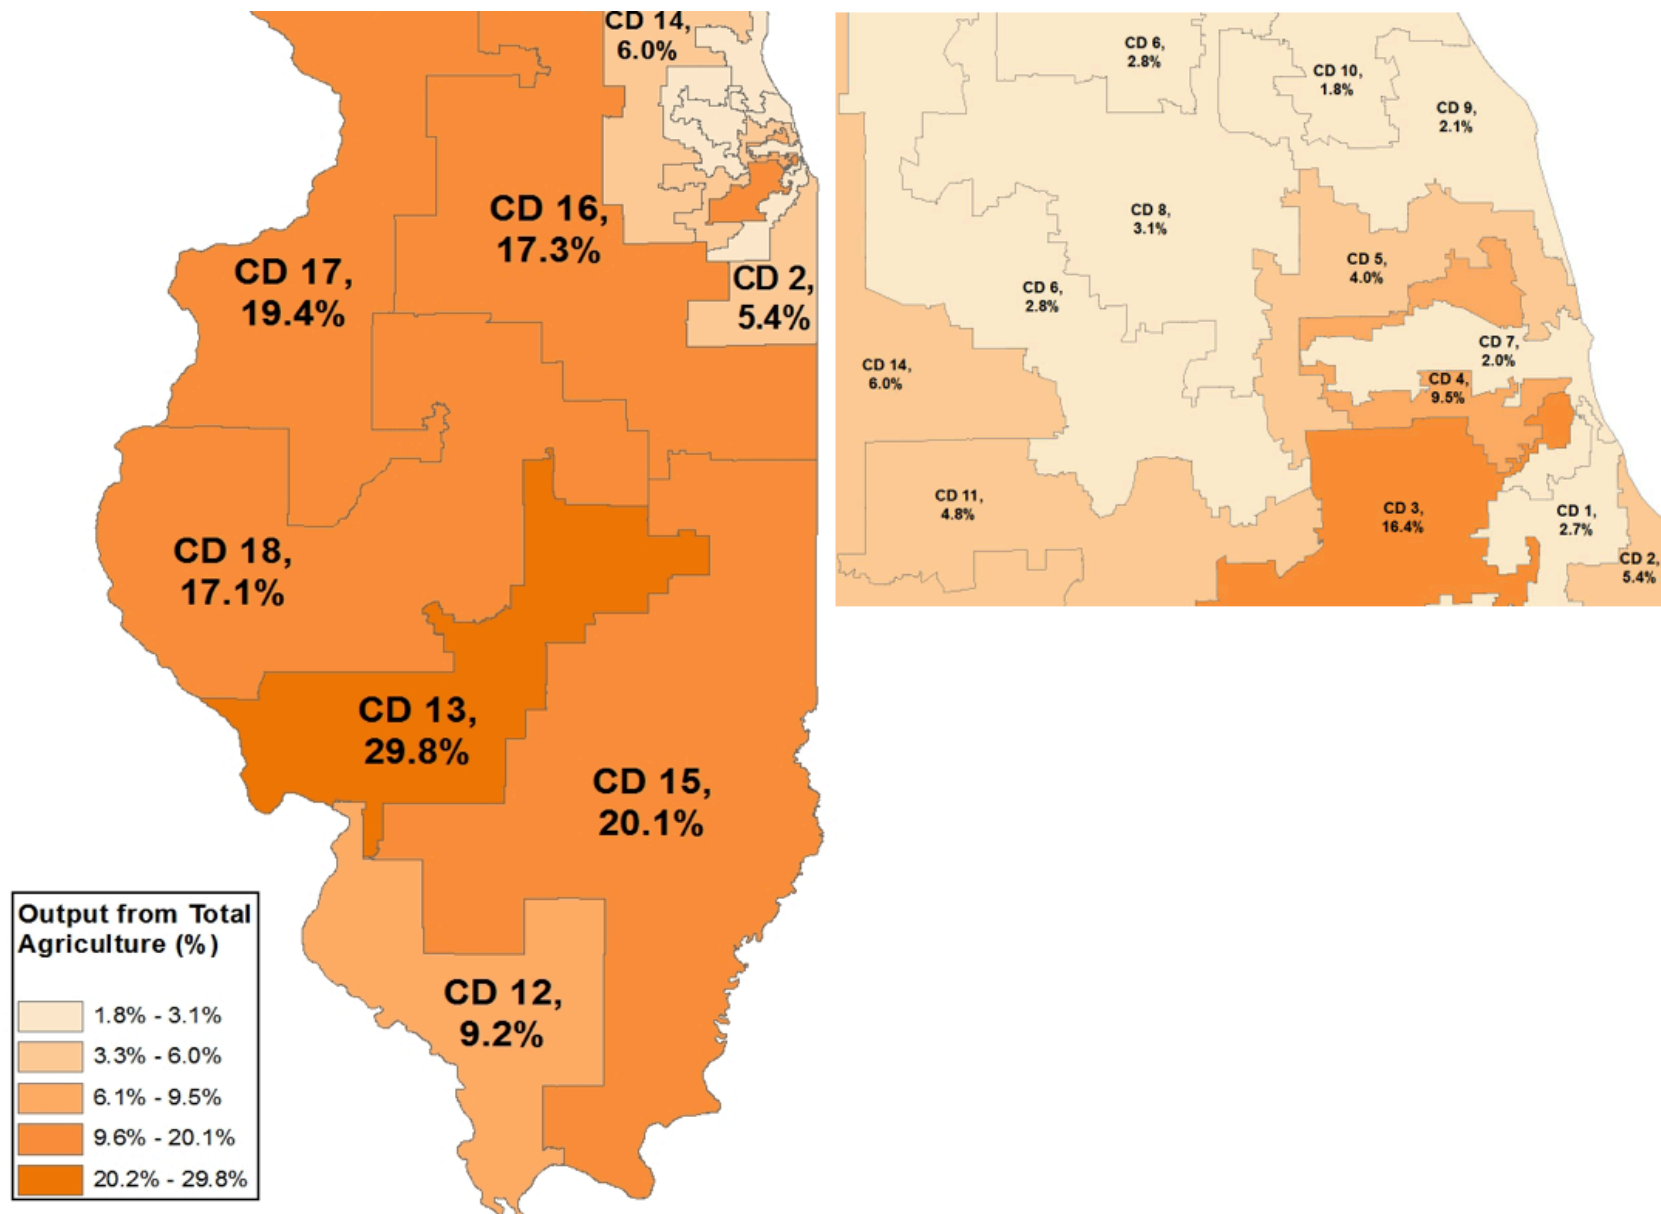 CD 14,
6.0%
CD 16,
17.3%
CD 17,
19.4%
CD 2,
5.4%
CD 18,
17.1%
CD 13,
29.8%
CD 15,
20.1%
CD 12,
9.2%
Output from Total
Agriculture (%)
1.8% - 3.1%
3.3% - 6.0%
6.1% - 9.5%
9.6% - 20.1%
20.2% - 29.8%
CD 6,
2.8%
CD 10,
1.8%
CD 9,
2.1%
CD 8,
3.1%
CD 5,
4.0%
CD 6,
2.8%
CD 7,
2.0%
CD 14,
6.0%
CD 4,
9.5%
CD 11,
4.8%
CD 3,
16.4%
CD 1,
2.7%
CD 2,
5.4%